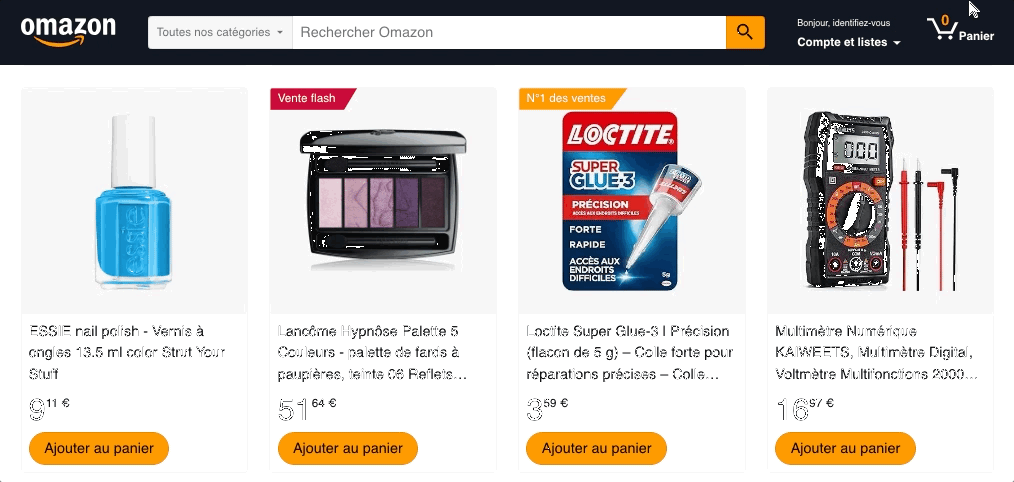 omazon
Toutes nos catégories
Rechercher Omazon
Bonjour, identifiez-vous
Compte et listes
0
Panier
essie
Vente flash
N°1 des ventes
LOCTITE
SUPER
GLUE-3
PRÉCISION
ACCÈS AUX ENDROITS DIFFICILES
FORTE
RAPIDE
ACCÈS AUX
ENDROITS
DIFFICILES
5g
000
ESSIE nail polish - Vernis à
ongles 13.5 ml color Strut Your
Stuff
9 11 €
Ajouter au panier
Lancôme Hypnôse Palette 5
Couleurs - palette de fards à
paupières, teinte 06 Reflets...
51 64 €
Ajouter au panier
Loctite Super Glue-3 | Précision
(flacon de 5 g) – Colle forte pour
réparations précises – Colle...
3 59 €
Ajouter au panier
Multimètre Numérique
KAIWEETS, Multimètre Digital,
Voltmètre Multifonctions 2000...
16 97 €
Ajouter au panier